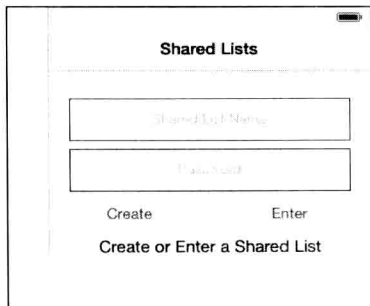 Shared Lists
Shared List Name
Password
Create Enter
Create or Enter a Shared List